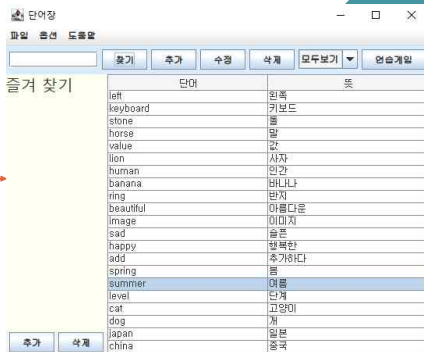 단어장
파일 옵션 도움말
찾기 추가 수정 삭제 모두보기 연습게임
즐겨 찾기
단어 뜻
left 왼쪽
keyboard 키보드
stone 돌
horse 말
value 값
lion 사자
human 인간
banana 바나나
ring 반지
beautiful 아름다운
image 이미지
sad 슬픈
happy 행복한
add 추가하다
spring 봄
summer 여름
level 단계
cat 고양이
dog 개
japan 일본
china 중국
추가 삭제